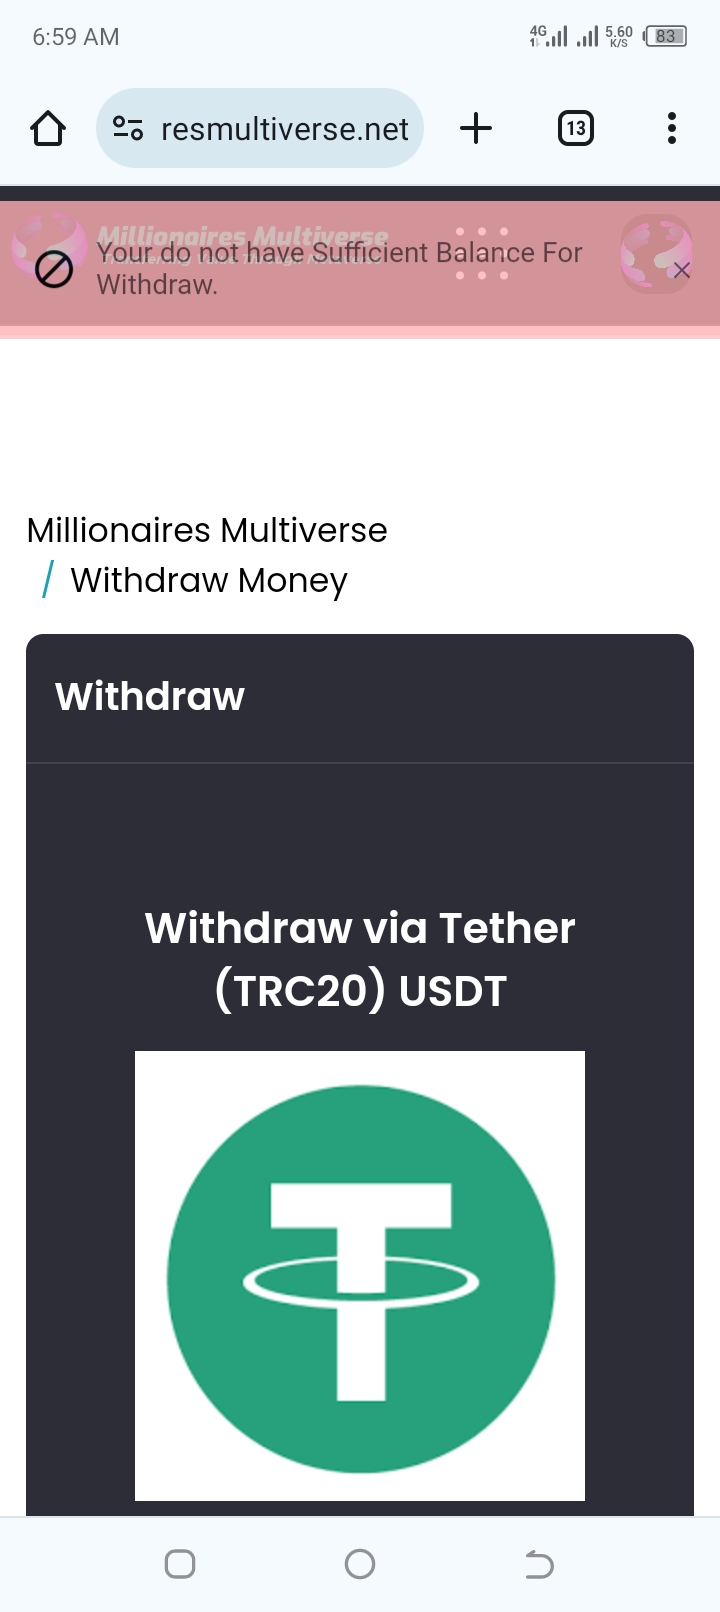 6:59 AM
4G
5.60
K/S
83
resmultiverse.net
13
Millionaires Multiverse
Your do not have Sufficient Balance For
Withdraw.
Millionaires Multiverse
/ Withdraw Money
Withdraw
Withdraw via Tether
(TRC20) USDT